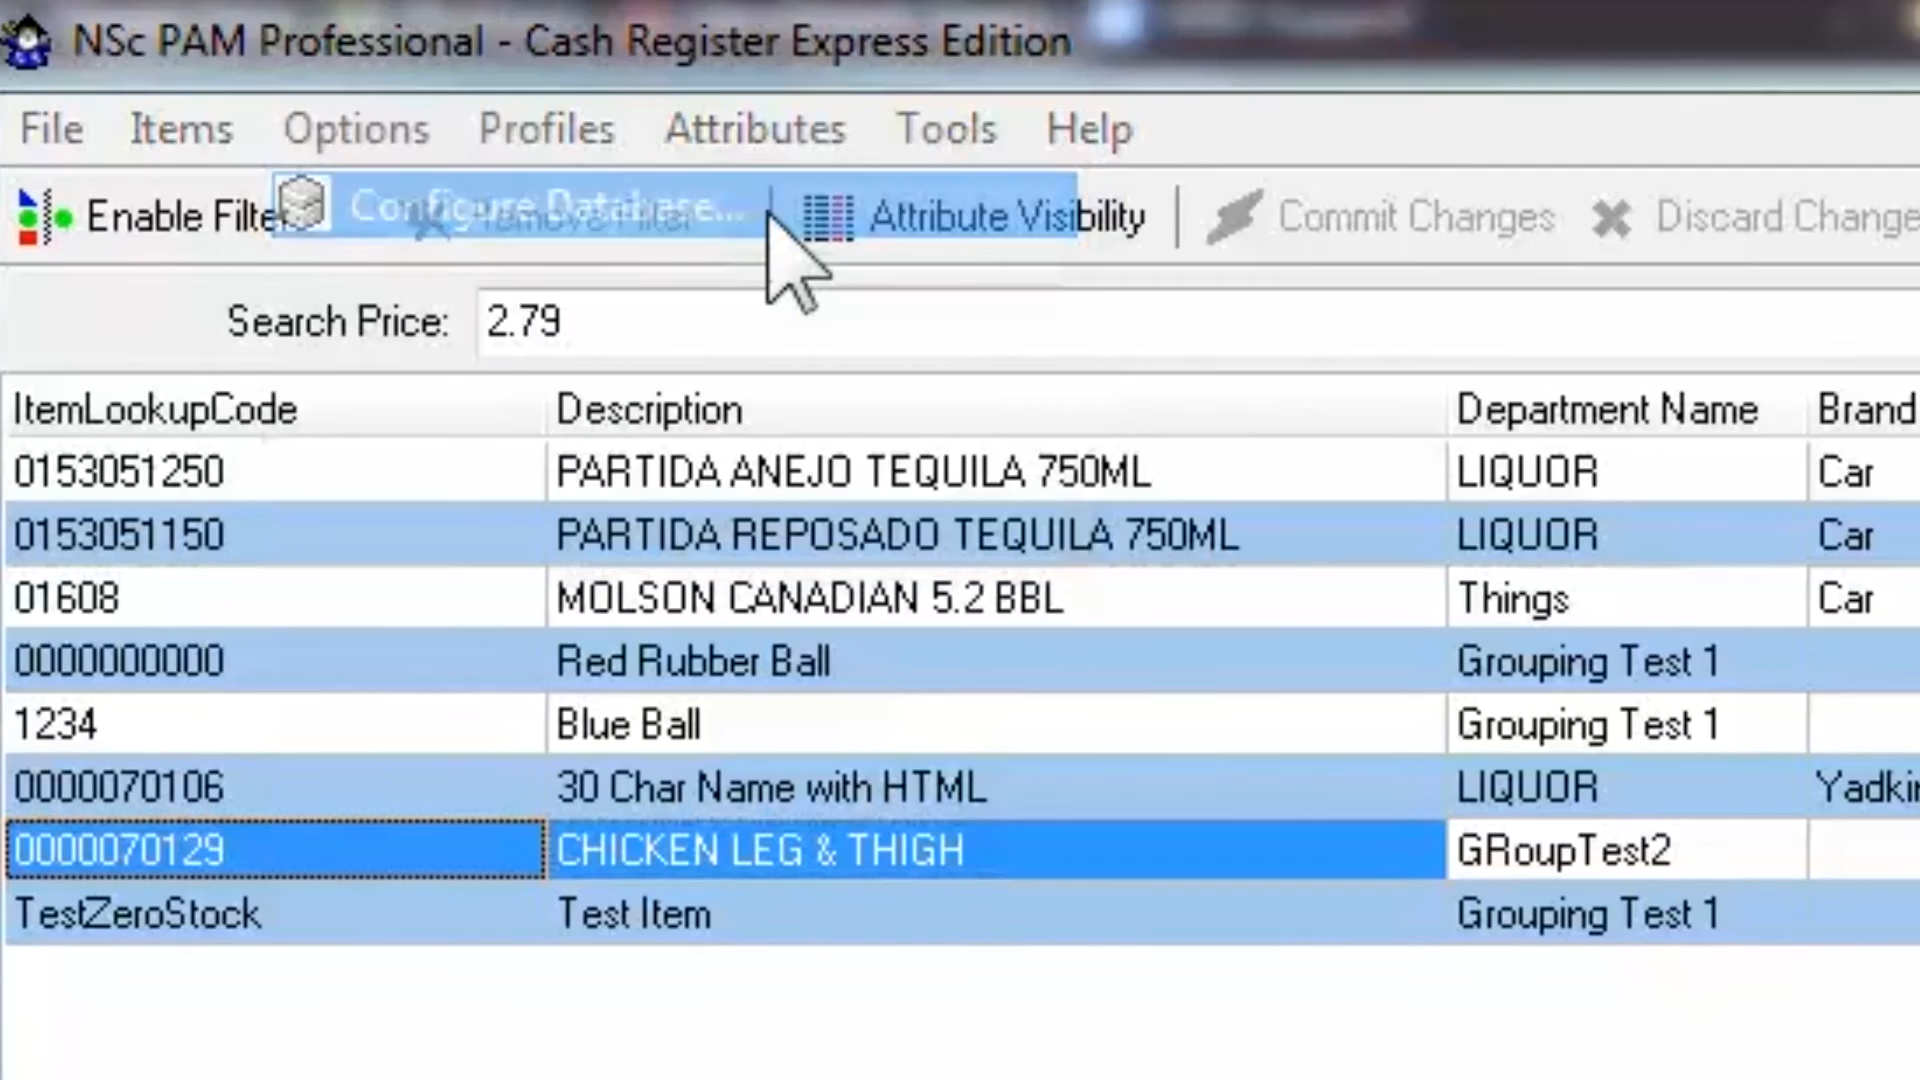 NSc PAM Professional - Cash Register Express Edition
File Items Options Profiles Attributes Tools Help
Enable Filter Configure Database... Remove Filter Attribute Visibility Commit Changes Discard Change
Search Price: 2.79
ItemLookupCode Description Department Name Brand
0153051250 PARTIDA ANEJO TEQUILA 750ML LIQUOR Car
0153051150 PARTIDA REPOSADO TEQUILA 750ML LIQUOR Car
01608 MOLSON CANADIAN 5.2 BBL Things Car
0000000000 Red Rubber Ball Grouping Test 1
1234 Blue Ball Grouping Test 1
0000070106 30 Char Name with HTML LIQUOR Yadkin
0000070129 CHICKEN LEG & THIGH GRoupTest2
TestZeroStock Test Item Grouping Test 1